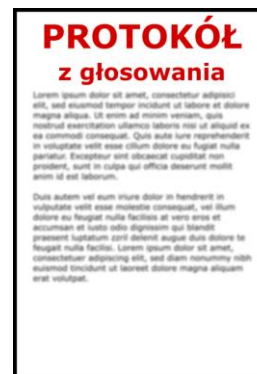 PROTOKÓŁ
z głosowania
Lorem ipsum dolor sit amet, consectetur adipisici
elit, sed eiusmod tempor incidunt ut labore et dolore
magna aliqua. Ut enim ad minim veniam, quis
nostrud exercitation ullamco laboris nisi ut aliquid ex
ea commodi consequat. Quis aute iure reprehenderit
in voluptate velit esse cillum dolore eu fugiat nulla
pariatur. Excepteur sint obcaecat cupiditat non
proident, sunt in culpa qui officia deserunt mollit
anim id est laborum.
Duis autem vel eum iriure dolor in hendrerit in
vulputate velit esse molestie consequat, vel illum
dolore eu feugiat nulla facilisis at vero eros et
accumsan et iusto odio dignissim qui blandit
praesent luptatum zzril delenit augue duis dolore te
feugait nulla facilisi. Lorem ipsum dolor sit amet,
consectetuer adipiscing elit, sed diam nonummy nibh
euismod tincidunt ut laoreet dolore magna aliquam
erat volutpat.